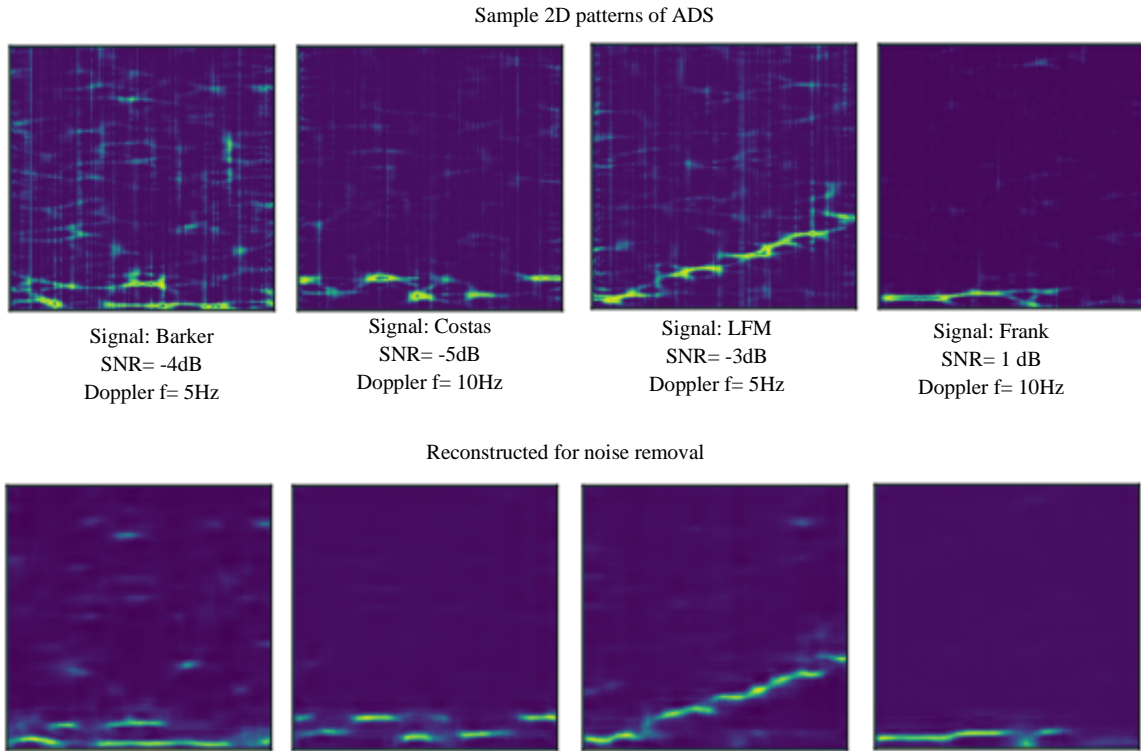 Sample 2D patterns of ADS
Signal: Barker
SNR= -4dB
Doppler f= 5Hz
Signal: Costas
SNR= -5dB
Doppler f= 10Hz
Signal: LFM
SNR= -3dB
Doppler f= 5Hz
Signal: Frank
SNR= 1 dB
Doppler f= 10Hz
Reconstructed for noise removal